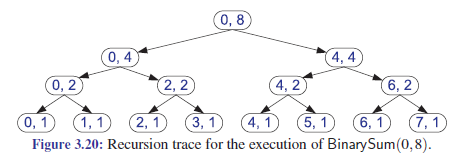 0, 8
0, 4 4, 4
0, 2 2, 2 4, 2 6, 2
0, 1 1, 1 2, 1 3, 1 4, 1 5, 1 6, 1 7, 1
Figure 3.20: Recursion trace for the execution of BinarySum(0,8).